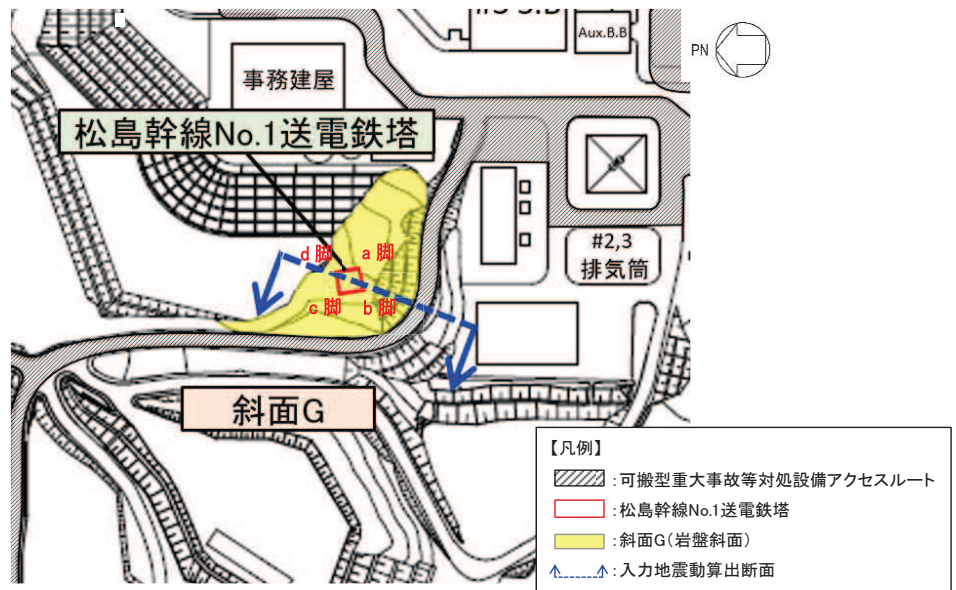 Aux.B.B
PN
事務建屋
松島幹線No.1送電鉄塔
d脚
a脚
c脚
b脚
#2,3
排気筒
斜面G
【凡例】
:可搬型重大事故等対処設備アクセスルート
:松島幹線No.1送電鉄塔
:斜面G(岩盤斜面)
:入力地震動算出断面